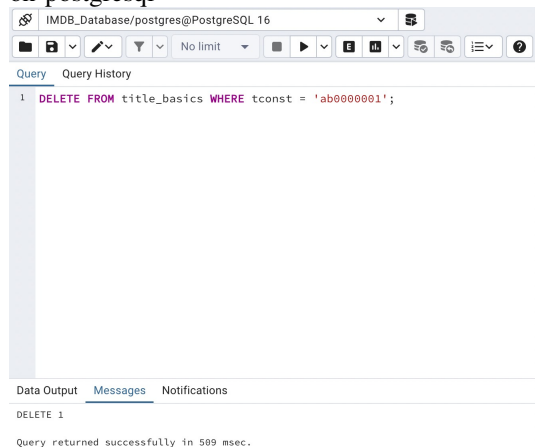 on postgresql
IMDB_Database/postgres@PostgreSQL 16
No limit
E
Query Query History
1 DELETE FROM title_basics WHERE tconst = 'ab0000001';
Data Output Messages Notifications
DELETE 1
Query returned successfully in 509 msec.